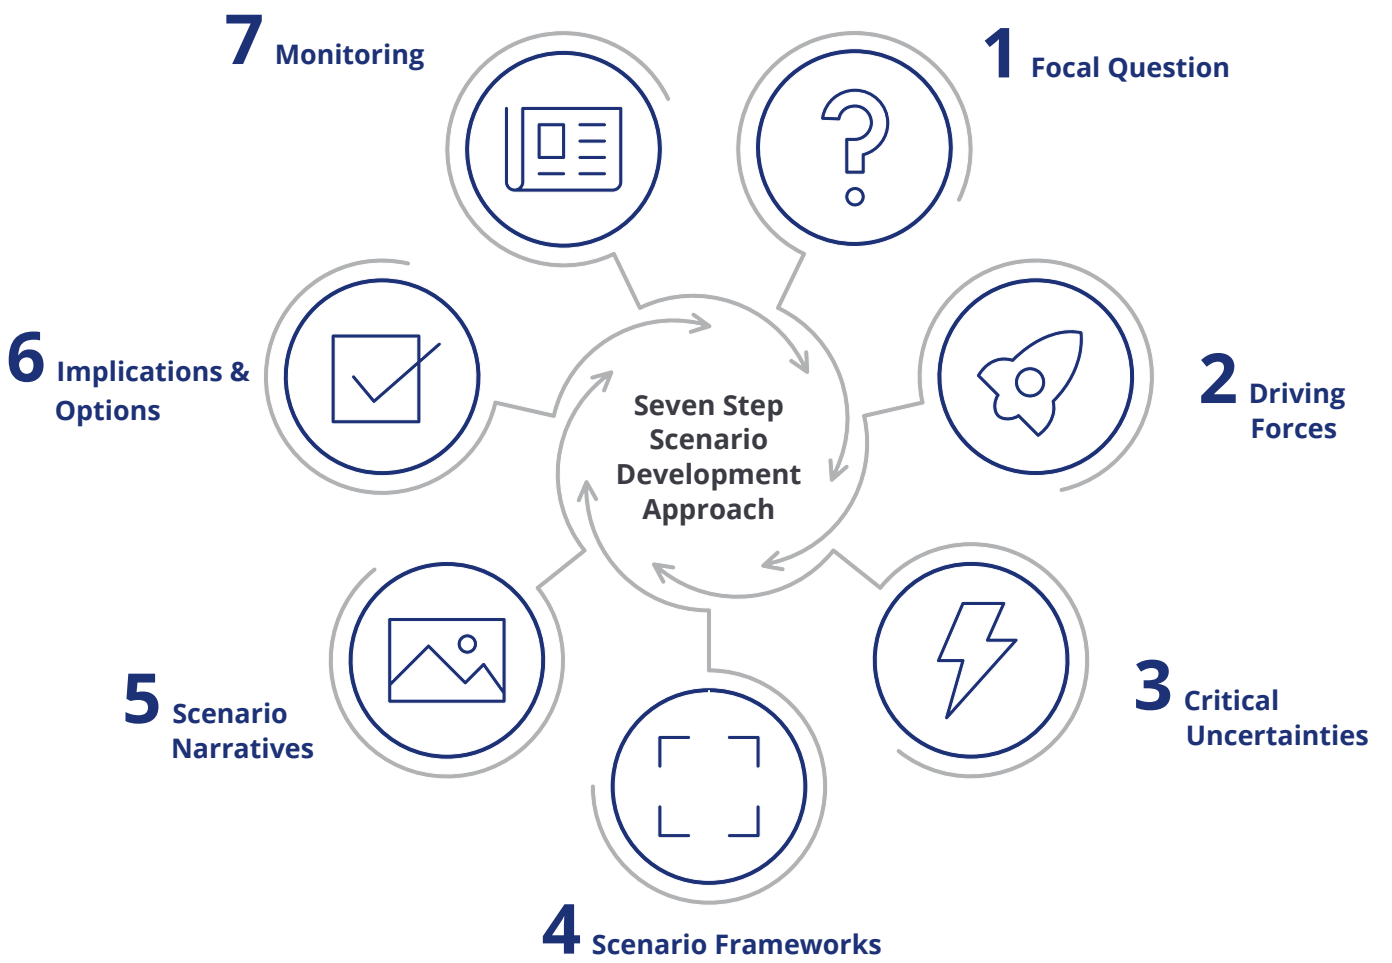 Seven Step
Scenario
Development
Approach
1 Focal Question
2 Driving
Forces
3 Critical
Uncertainties
4 Scenario Frameworks
5 Scenario
Narratives
6 Implications &
Options
7 Monitoring